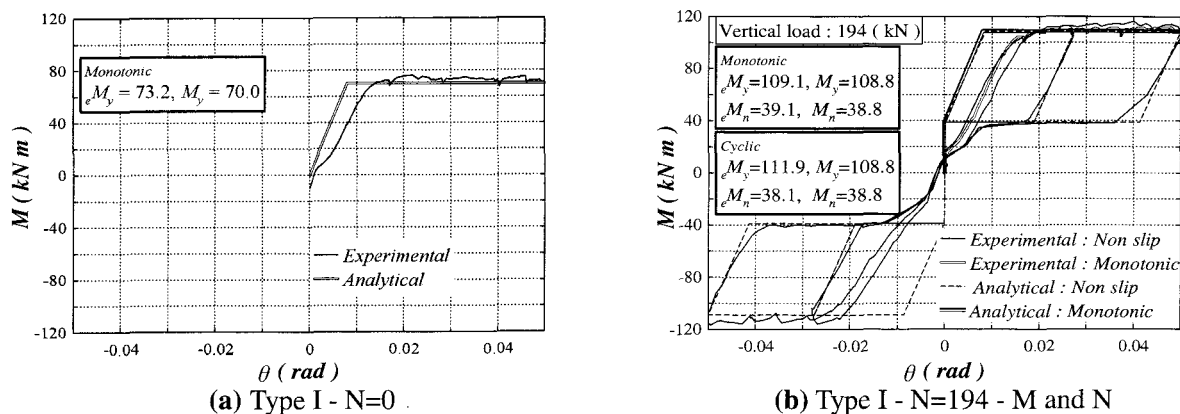 120
80
40
0
-40
-80
-120
M ( kN m )
Monotonic
eMy = 73.2, My = 70.0
Experimental
Analytical
-0.04
-0.02
0
0.02
0.04
θ ( rad )
(a) Type I - N=0
120
80
40
0
-40
-80
-120
M ( kN m )
Vertical load : 194 ( kN )
Monotonic
eMy=109.1, My=108.8
eMn=39.1, Mn=38.8
Cyclic
eMy=111.9, My=108.8
eMn=38.1, Mn=38.8
Experimental : Non slip
Experimental : Monotonic
Analytical : Non slip
Analytical : Monotonic
-0.04
-0.02
0
0.02
0.04
θ ( rad )
(b) Type I - N=194 - M and N